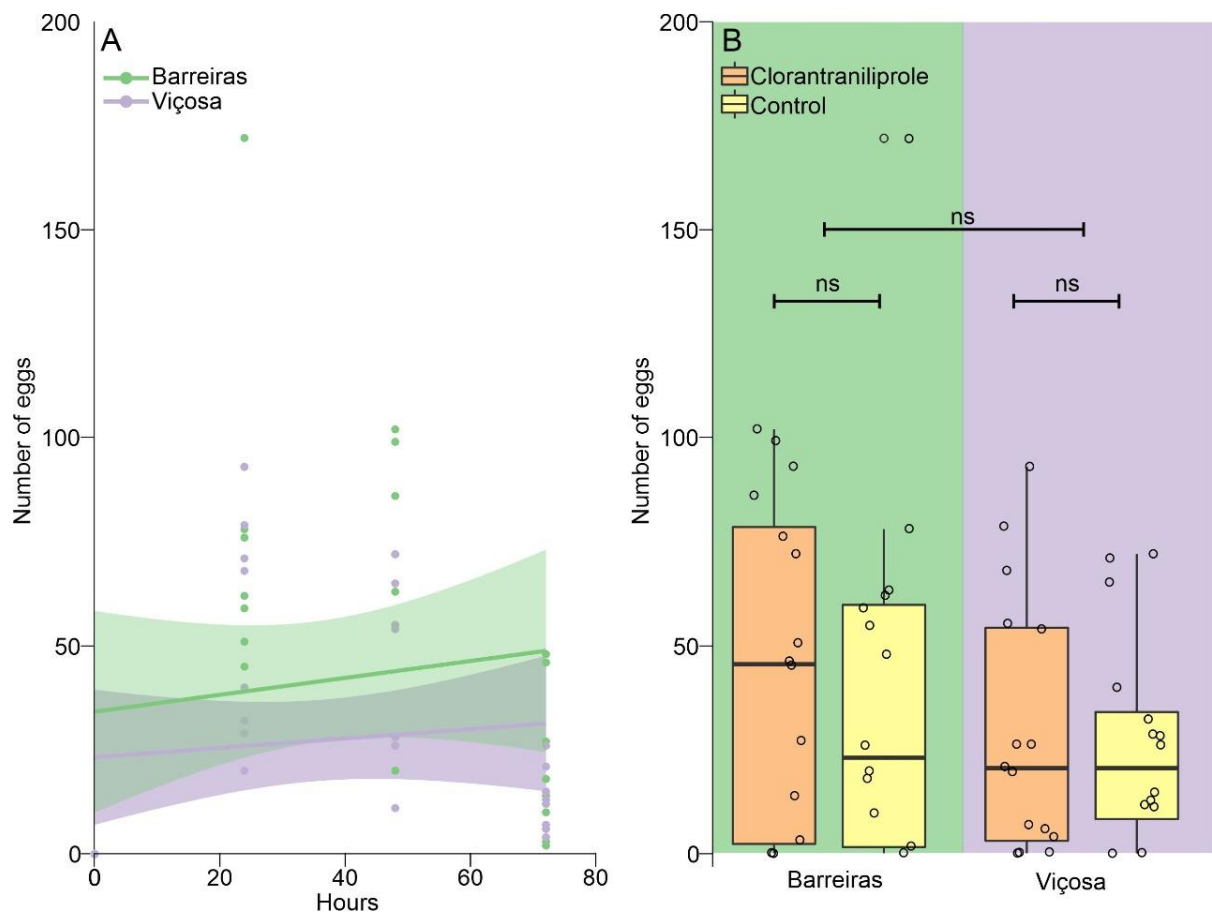 A
Barreiras
Viçosa
200
150
100
50
0
Number of eggs
0 20 40 60 80
Hours
B
Clorantraniliprole
Control
200
150
100
50
0
Number of eggs
ns
ns
ns
Barreiras Viçosa